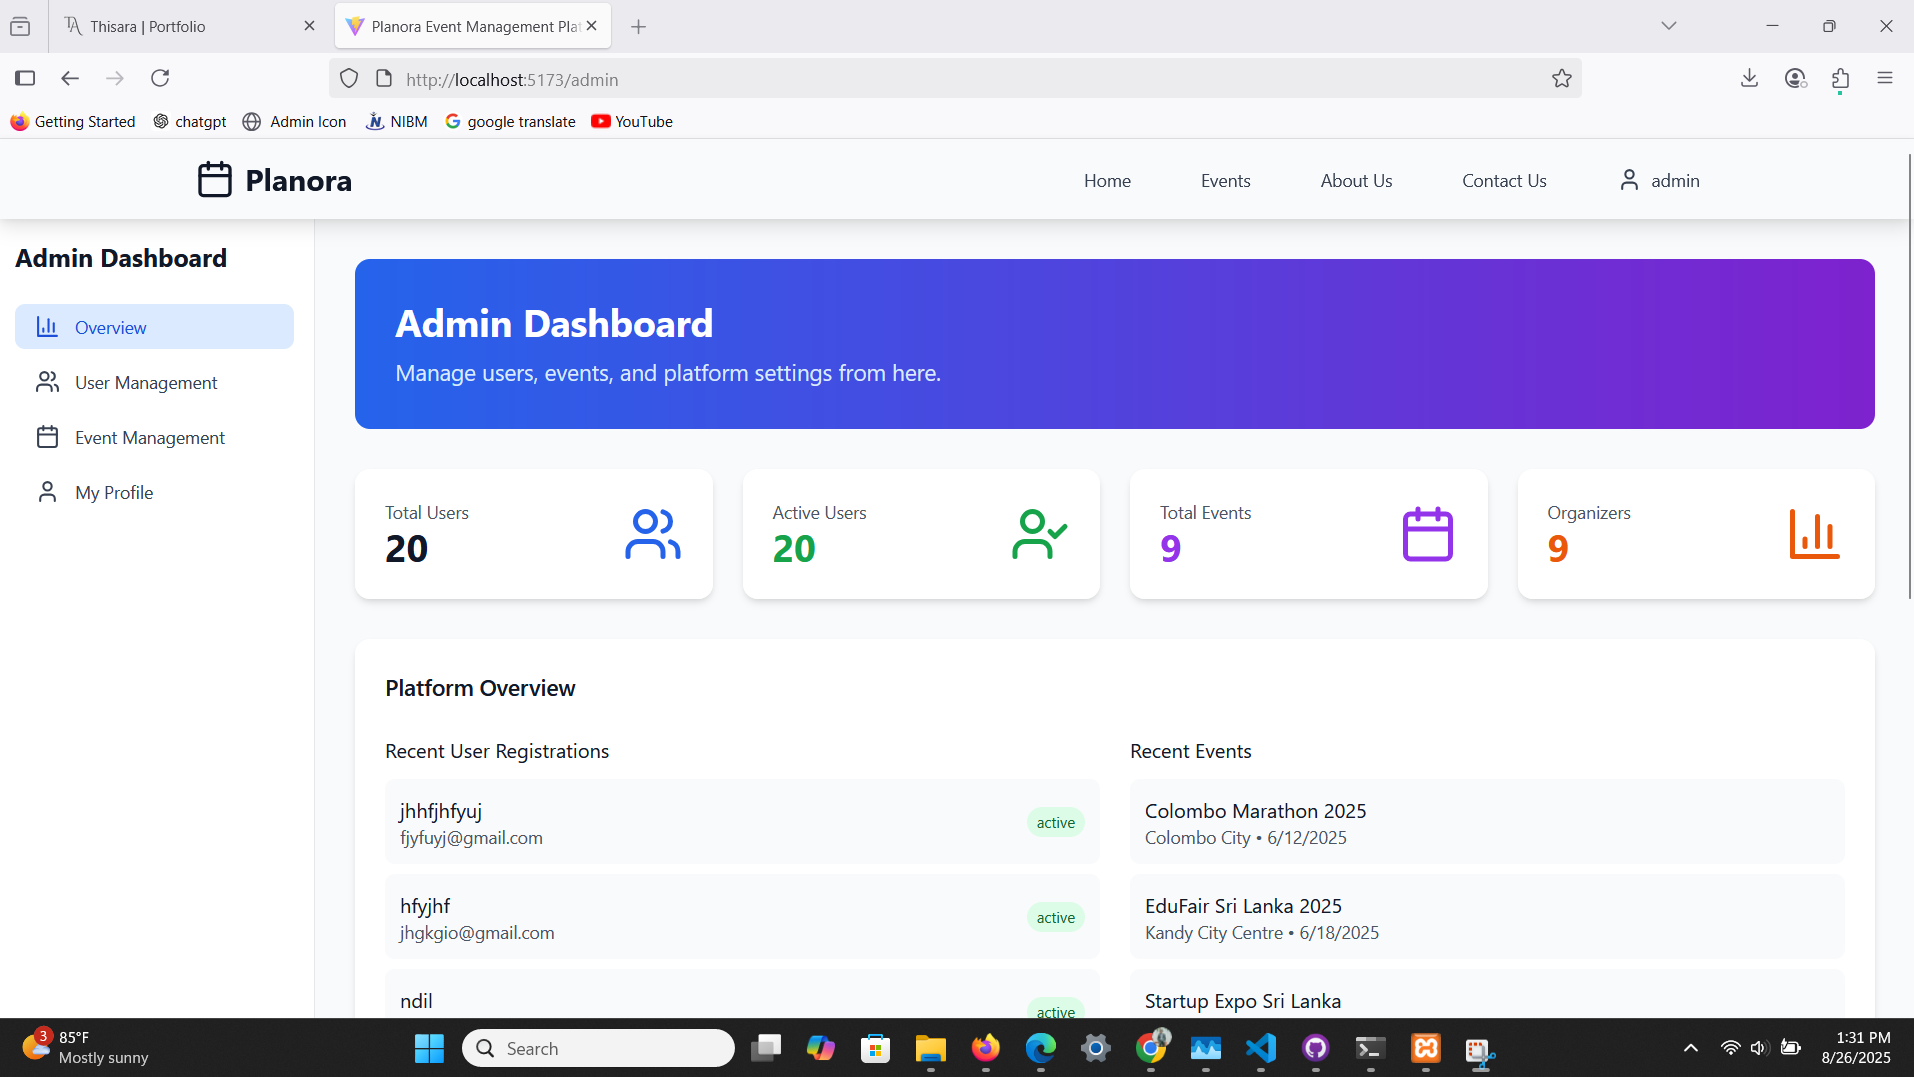 Thisara | Portfolio
Planora Event Management Plat
http://localhost:5173/admin
Getting Started
chatgpt
Admin Icon
NIBM
google translate
YouTube
Planora
Home
Events
About Us
Contact Us
admin
Admin Dashboard
Overview
User Management
Event Management
My Profile
Admin Dashboard
Manage users, events, and platform settings from here.
Total Users
20
Active Users
20
Total Events
9
Organizers
9
Platform Overview
Recent User Registrations
jhhfjhfyuj
fjyfuyj@gmail.com
active
hfyjhf
jhgkgio@gmail.com
active
ndil
active
Recent Events
Colombo Marathon 2025
Colombo City • 6/12/2025
EduFair Sri Lanka 2025
Kandy City Centre • 6/18/2025
Startup Expo Sri Lanka
3
85°F
Mostly sunny
Search
1:31 PM
8/26/2025